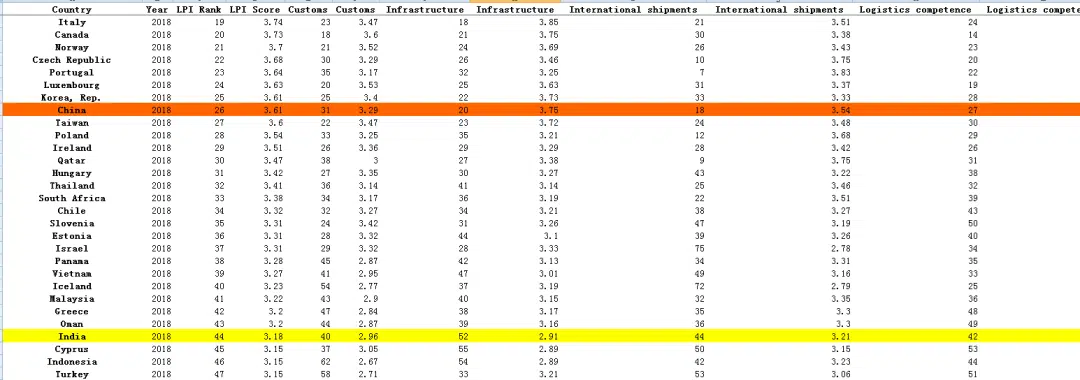 Country Year LPI Rank LPI Score Customs Customs Infrastructure Infrastructure International shipments International shipments Logistics competence Logistics compete
Italy 2018 19 3.74 23 3.47 18 3.85 21 3.51 24
Canada 2018 20 3.73 18 3.6 21 3.75 30 3.38 14
Norway 2018 21 3.7 21 3.52 24 3.69 26 3.43 23
Czech Republic 2018 22 3.68 30 3.29 26 3.46 10 3.75 20
Portugal 2018 23 3.64 35 3.17 32 3.25 7 3.83 22
Luxembourg 2018 24 3.63 20 3.53 25 3.63 31 3.37 19
Korea, Rep. 2018 25 3.61 25 3.4 22 3.73 33 3.33 28
China 2018 26 3.61 31 3.29 20 3.75 18 3.54 27
Taiwan 2018 27 3.6 22 3.47 23 3.72 24 3.48 30
Poland 2018 28 3.54 33 3.25 35 3.21 12 3.68 29
Ireland 2018 29 3.51 26 3.36 29 3.29 28 3.42 26
Qatar 2018 30 3.47 38 3 27 3.38 9 3.75 31
Hungary 2018 31 3.42 27 3.35 30 3.27 43 3.22 38
Thailand 2018 32 3.41 36 3.14 41 3.14 25 3.46 32
South Africa 2018 33 3.38 34 3.17 36 3.19 22 3.51 39
Chile 2018 34 3.32 32 3.27 34 3.21 38 3.27 43
Slovenia 2018 35 3.31 24 3.42 31 3.26 47 3.19 50
Estonia 2018 36 3.31 28 3.32 44 3.1 39 3.26 40
Israel 2018 37 3.31 29 3.32 28 3.33 75 2.78 34
Panama 2018 38 3.28 45 2.87 42 3.13 34 3.31 35
Vietnam 2018 39 3.27 41 2.95 47 3.01 49 3.16 33
Iceland 2018 40 3.23 54 2.77 37 3.19 72 2.79 25
Malaysia 2018 41 3.22 43 2.9 40 3.15 32 3.35 36
Greece 2018 42 3.2 47 2.84 38 3.17 35 3.3 48
Oman 2018 43 3.2 44 2.87 39 3.16 36 3.3 49
India 2018 44 3.18 40 2.96 52 2.91 44 3.21 42
Cyprus 2018 45 3.15 37 3.05 55 2.89 50 3.15 53
Indonesia 2018 46 3.15 62 2.67 54 2.89 42 3.23 44
Turkey 2018 47 3.15 58 2.71 33 3.21 53 3.06 51